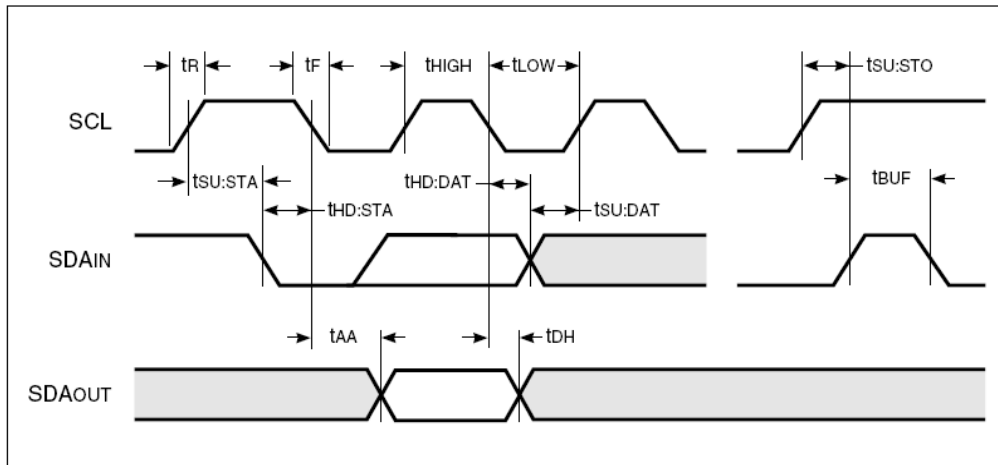 tR tF tHIGH tLOW tSU:STO
SCL
tSU:STA tHD:DAT tBUF
tHD:STA tSU:DAT
SDAIN
tAA tDH
SDAOUT